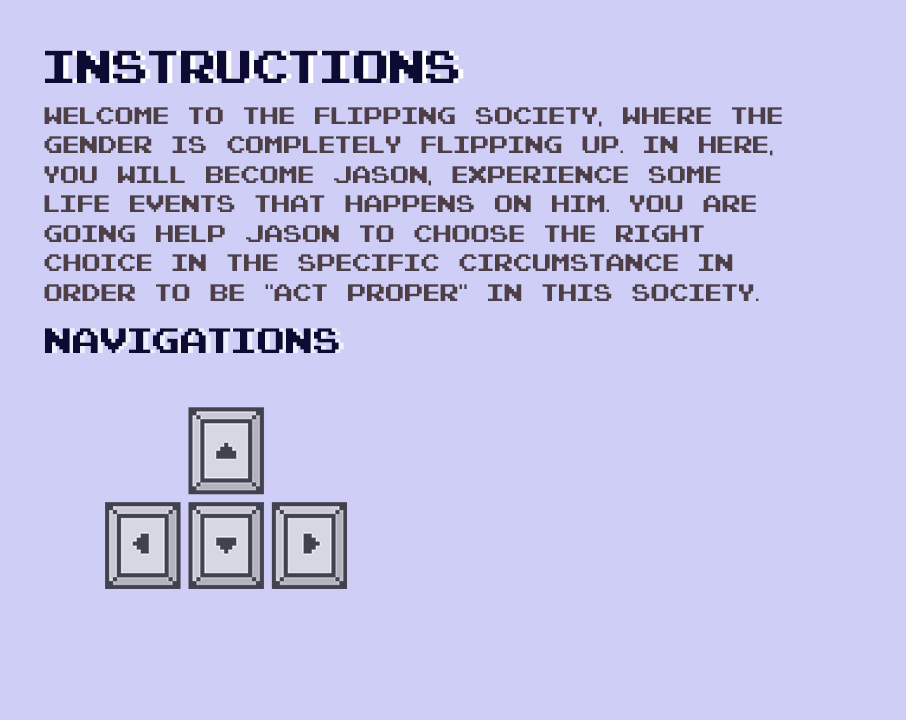 INSTRUCTIONS
WELCOME TO THE FLIPPING SOCIETY, WHERE THE
GENDER IS COMPLETELY FLIPPING UP. IN HERE,
YOU WILL BECOME JASON, EXPERIENCE SOME
LIFE EVENTS THAT HAPPENS ON HIM. YOU ARE
GOING HELP JASON TO CHOOSE THE RIGHT
CHOICE IN THE SPECIFIC CIRCUMSTANCE IN
ORDER TO BE "ACT PROPER" IN THIS SOCIETY.
NAVIGATIONS